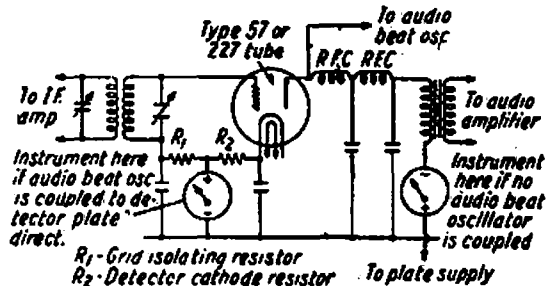 Type 57 or
227 tube
To audio
beat osc
R.F.C
R.F.C
To I.F.
amp
R₁
R₂
To audio
amplifier
Instrument here
if audio beat osc
is coupled to de-
tector plate
direct.
Instrument
here if no
audio beat
oscillator
is coupled
R₁-Grid isolating resistor
R₂-Detector cathode resistor
To plate supply